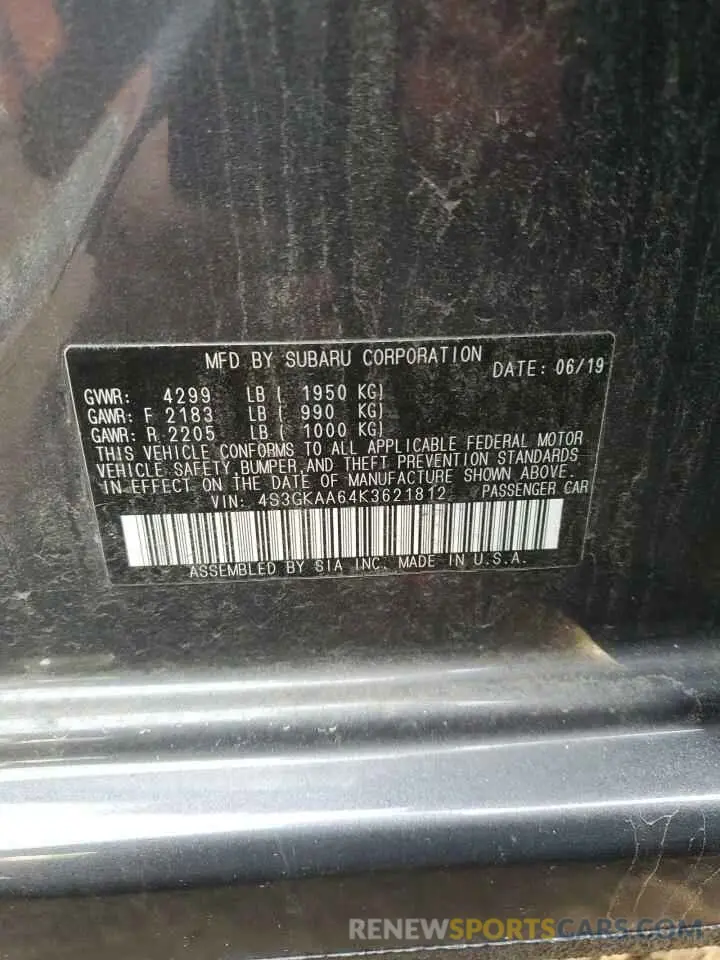 MFD BY SUBARU CORPORATION DATE: 06/19
GVWR: 4299 LB ( 1950 KG)
GAWR: F 2183 LB ( 990 KG)
GAWR: R 2205 LB ( 1000 KG)
THIS VEHICLE CONFORMS TO ALL APPLICABLE FEDERAL MOTOR
VEHICLE SAFETY, BUMPER, AND THEFT PREVENTION STANDARDS
IN EFFECT ON THE DATE OF MANUFACTURE SHOWN ABOVE.
VIN: 4S3GKAA64K3621812 PASSENGER CAR
ASSEMBLED BY SIA INC. MADE IN U.S.A.
RENEWSPORTSCARS.COM